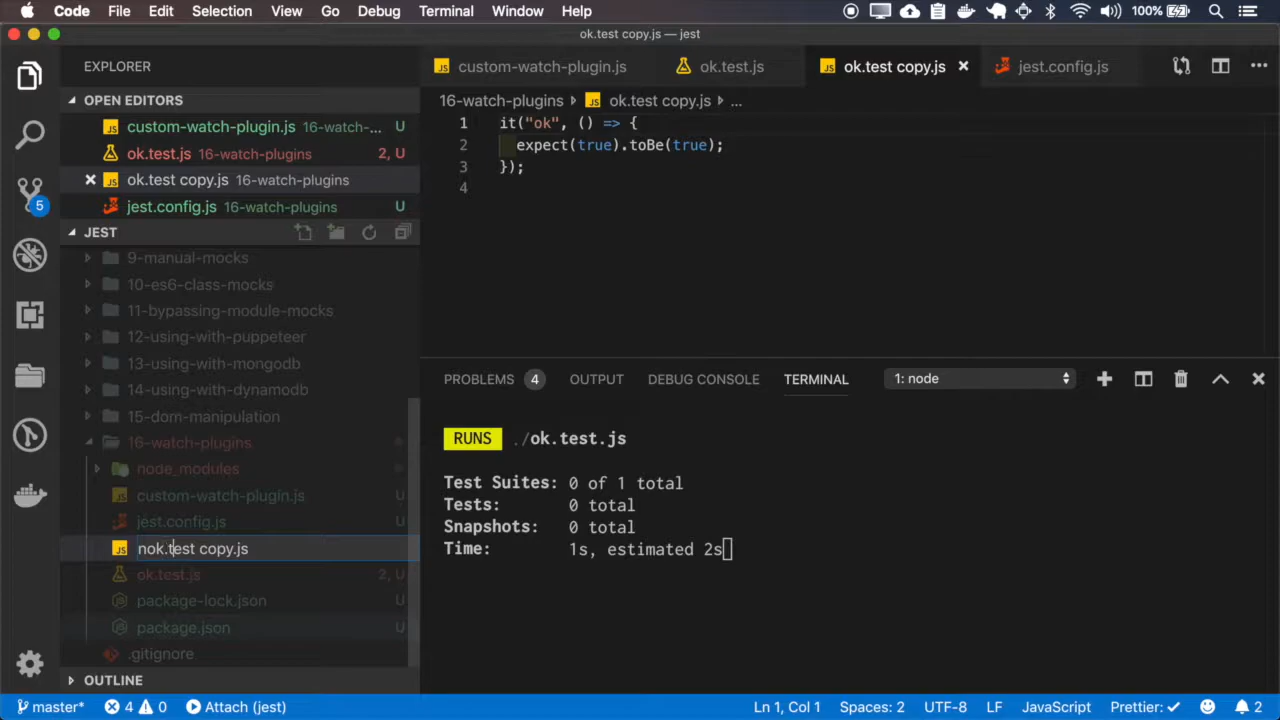 Code File Edit Selection View Go Debug Terminal Window Help 100%
ok.test copy.js — jest
EXPLORER
OPEN EDITORS
custom-watch-plugin.js 16-watch-... U
ok.test.js 16-watch-plugins 2, U
ok.test copy.js 16-watch-plugins
jest.config.js 16-watch-plugins U
5
JEST
9-manual-mocks
10-es6-class-mocks
11-bypassing-module-mocks
12-using-with-puppeteer
13-using-with-mongodb
14-using-with-dynamodb
15-dom-manipulation
16-watch-plugins
node_modules
custom-watch-plugin.js U
jest.config.js U
nok.test copy.js
ok.test.js 2, U
package-lock.json U
package.json U
.gitignore
OUTLINE
JS custom-watch-plugin.js ok.test.js JS ok.test copy.js jest.config.js
16-watch-plugins JS ok.test copy.js ...
1 it("ok", () => {
2 expect(true).toBe(true);
3 });
4
PROBLEMS 4 OUTPUT DEBUG CONSOLE TERMINAL 1: node
RUNS ./ok.test.js
Test Suites: 0 of 1 total
Tests: 0 total
Snapshots: 0 total
Time: 1s, estimated 2s
master* 4 0 Attach (jest) Ln 1, Col 1 Spaces: 2 UTF-8 LF JavaScript Prettier: 2